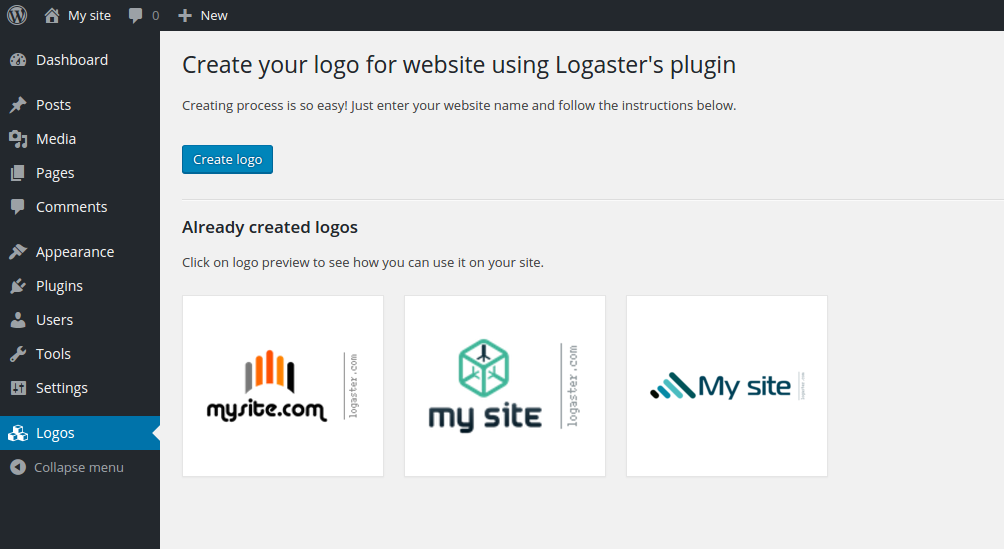 My site
0
New
Dashboard
Posts
Media
Pages
Comments
Appearance
Plugins
Users
Tools
Settings
Logos
Collapse menu
Create your logo for website using Logaster's plugin
Creating process is so easy! Just enter your website name and follow the instructions below.
Create logo
Already created logos
Click on logo preview to see how you can use it on your site.
mysite.com
logaster.com
my site
logaster.com
My site
logaster.com